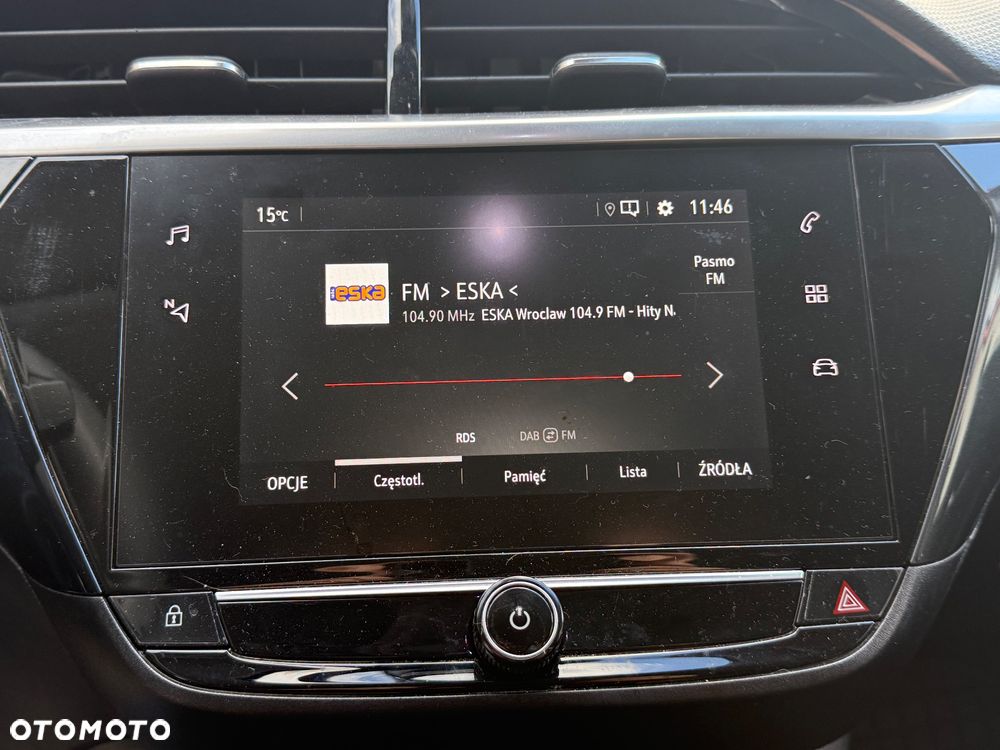 15°C 11:46
N
Pasmo
FM
eska
FM > ESKA <
104.90 MHz ESKA Wroclaw 104.9 FM - Hity N
RDS DAB FM
OPCJE Częstotl. Pamięć Lista ŹRÓDŁA
OTOMOTO